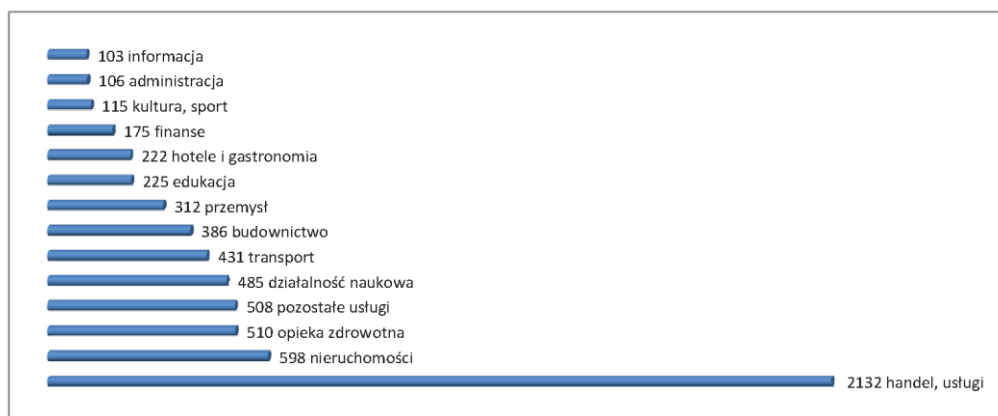 103 informacja
106 administracja
115 kultura, sport
175 finanse
222 hotele i gastronomia
225 edukacja
312 przemysł
386 budownictwo
431 transport
485 działalność naukowa
508 pozostałe usługi
510 opieka zdrowotna
598 nieruchomości
2132 handel, usługi